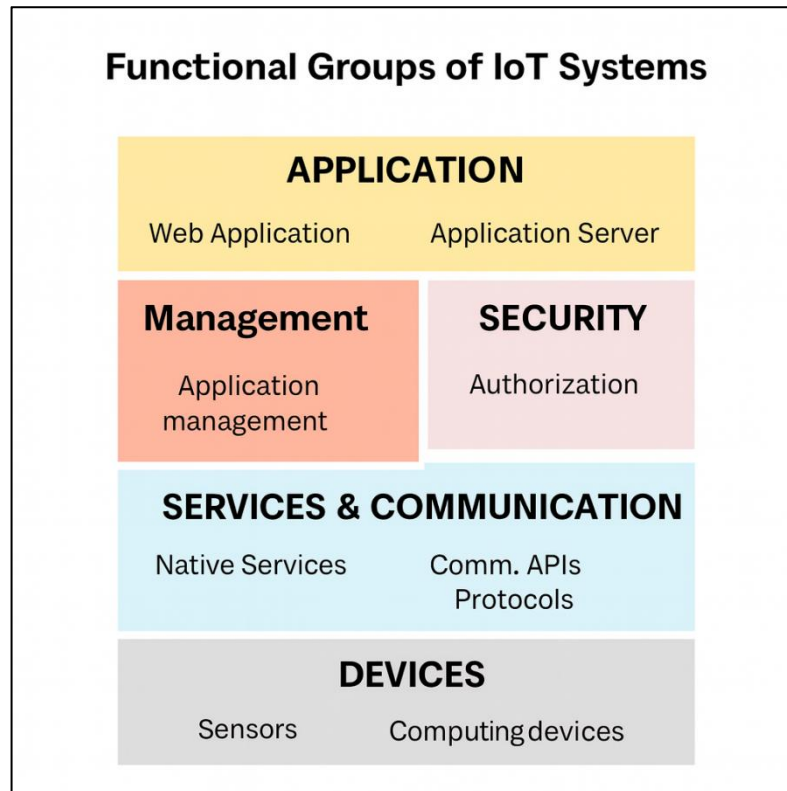 Functional Groups of IoT Systems
APPLICATION
Web Application
Application Server
Management
Application
management
SECURITY
Authorization
SERVICES & COMMUNICATION
Native Services
Comm. APIs
Protocols
DEVICES
Sensors
Computing devices